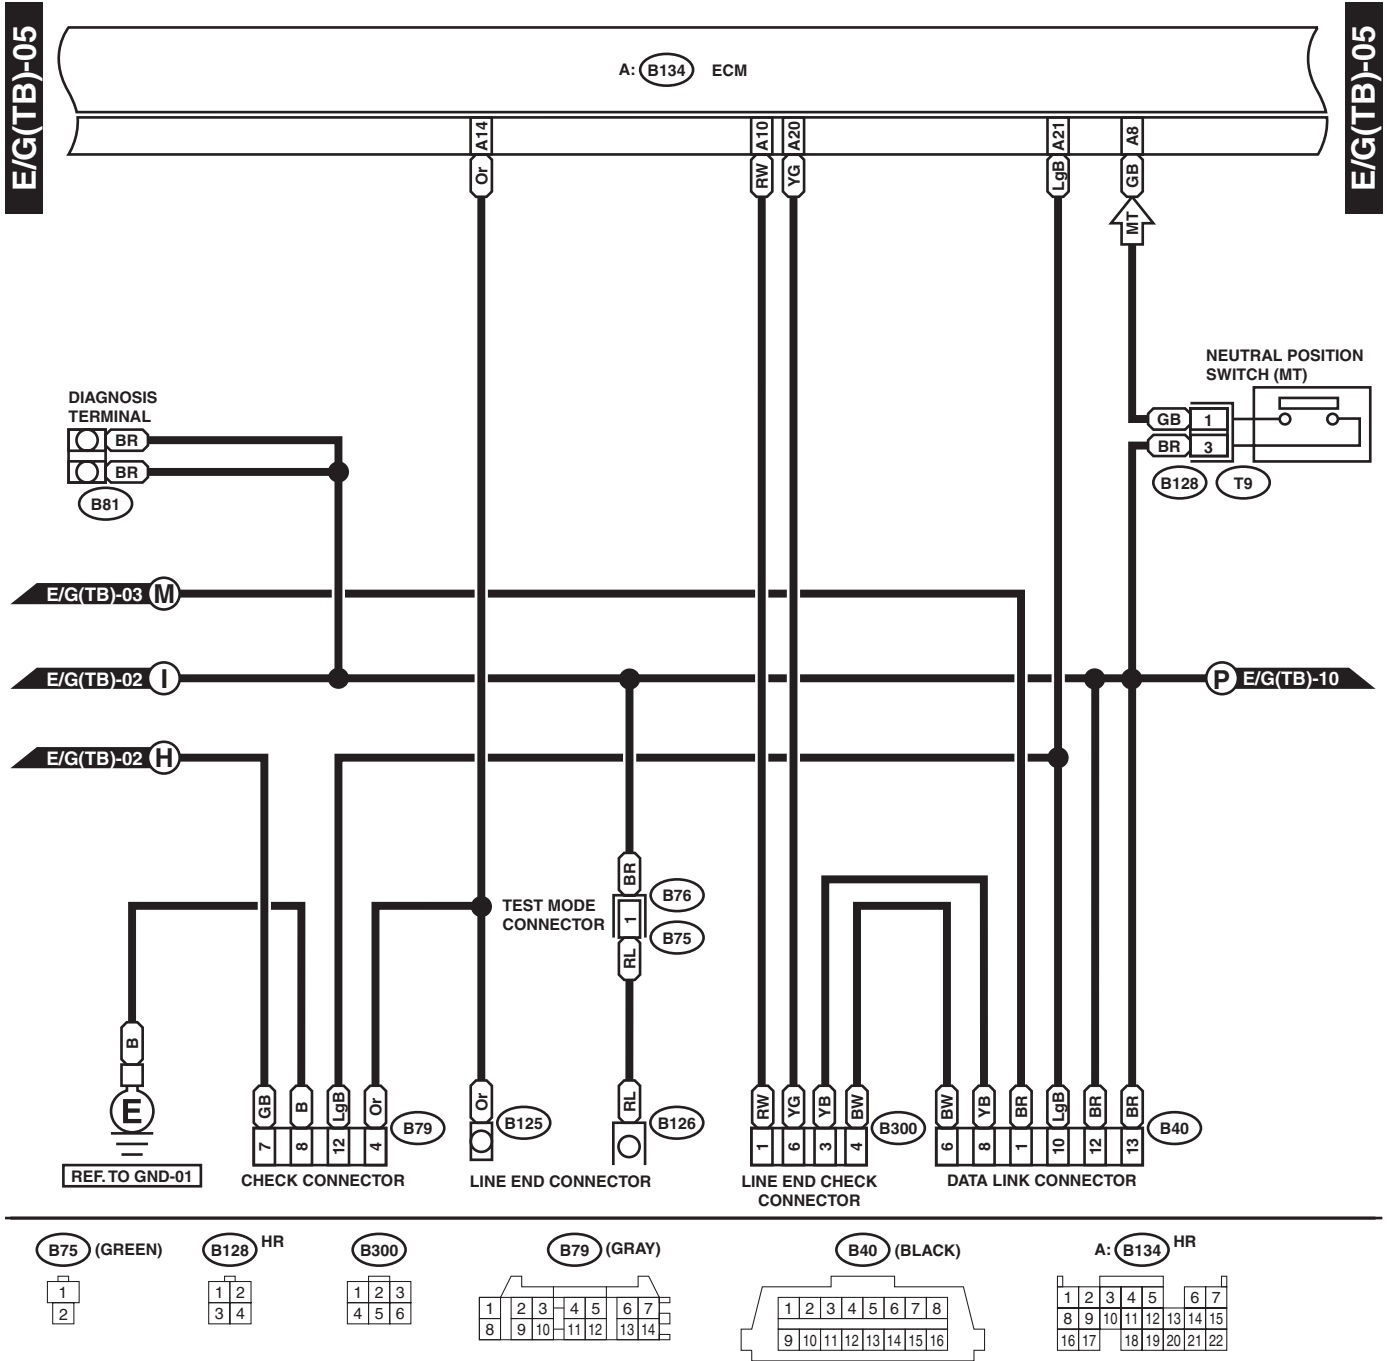 E/G(TB)-05
E/G(TB)-05
A: B134 ECM
A14
A10
A20
A21
A8
Or
RW
YG
LgB
GB
MT
NEUTRAL POSITION
SWITCH (MT)
DIAGNOSIS
TERMINAL
BR
BR
B81
GB 1
BR 3
B128 T9
E/G(TB)-03 M
E/G(TB)-02 I
P E/G(TB)-10
E/G(TB)-02 H
BR
TEST MODE
CONNECTOR
1
B76
B75
RL
B
E
REF. TO GND-01
GB B LgB Or
7 8 12 4
B79
CHECK CONNECTOR
Or
B125
RL
B126
LINE END CONNECTOR
RW YG YB BW
1 6 3 4
B300
LINE END CHECK
CONNECTOR
BW YB BR LgB BR BR
6 8 1 10 12 13
B40
DATA LINK CONNECTOR
B75 (GREEN)
1
2
B128 HR
1 2
3 4
B300
1 2 3
4 5 6
B79 (GRAY)
1 2 3 4 5 6 7
8 9 10 11 12 13 14
B40 (BLACK)
1 2 3 4 5 6 7 8
9 10 11 12 13 14 15 16
A: B134 HR
1 2 3 4 5 6 7
8 9 10 11 12 13 14 15
16 17 18 19 20 21 22